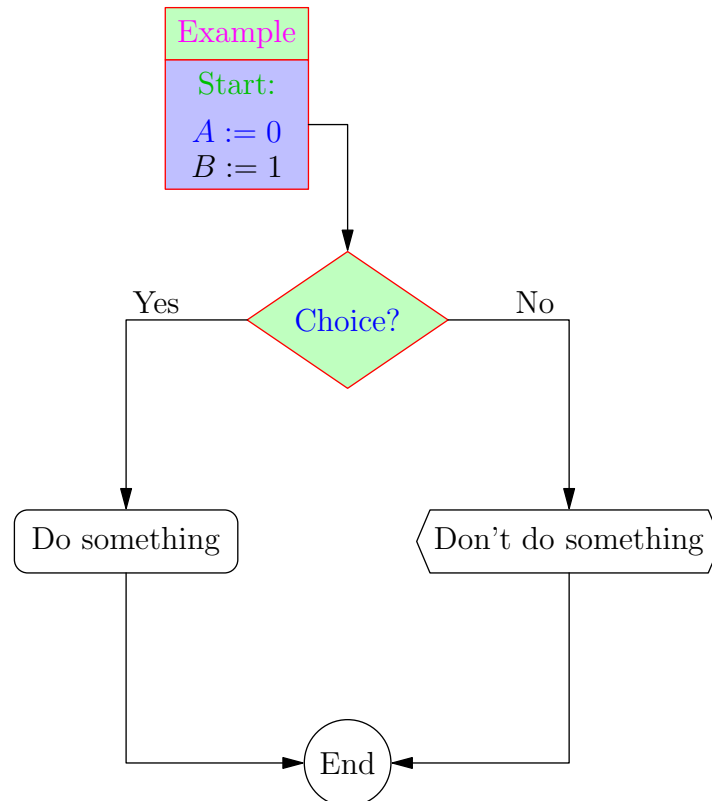 Example
Start:
A := 0
B := 1
Choice?
Yes
No
Do something
Don't do something
End